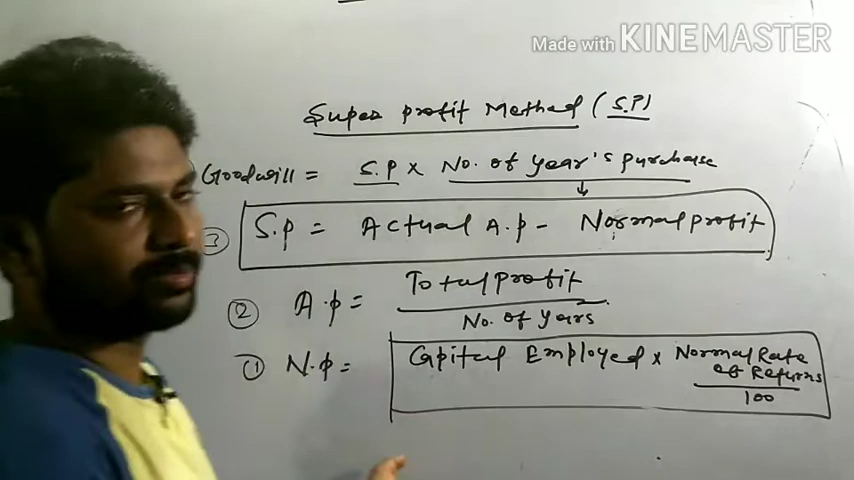 Made with KINEMASTER
Super profit Method (S.P)
Goodwill = S.P × No. of year's purchase
③ S.p = Actual A.p - Normal profit
② A.p = Total profit
No. of years
① N.p = Capital Employed × Normal Rate
of Returns
100